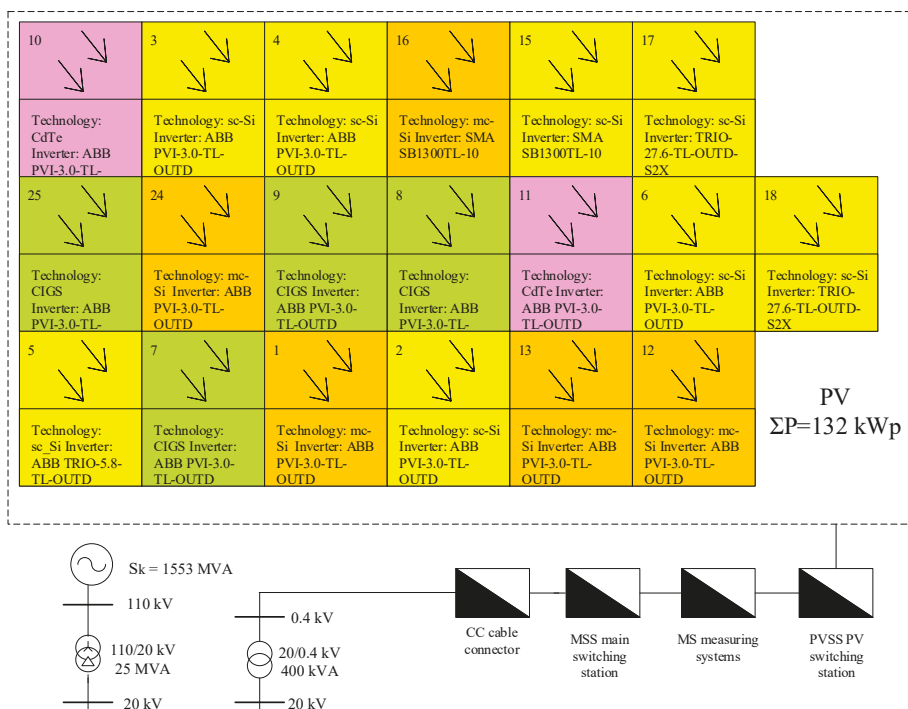 10
3
4
16
15
17
Technology:
CdTe
Inverter: ABB
PVI-3.0-TL-
Technology: sc-Si
Inverter: ABB
PVI-3.0-TL-
OUTD
Technology: sc-Si
Inverter: ABB
PVI-3.0-TL-
OUTD
Technology: mc-
Si Inverter: SMA
SB1300TL-10
Technology: sc-Si
Inverter: SMA
SB1300TL-10
Technology: sc-Si
Inverter: TRIO-
27.6-TL-OUTD-
S2X
25
24
9
8
11
6
18
Technology:
CIGS
Inverter: ABB
PVI-3.0-TL-
Technology: mc-
Si Inverter: ABB
PVI-3.0-TL-
OUTD
Technology:
CIGS Inverter:
ABB PVI-3.0-
TL-OUTD
Technology:
CIGS
Inverter: ABB
PVI-3.0-TL-
Technology:
CdTe Inverter:
ABB PVI-3.0-
TL-OUTD
Technology: sc-Si
Inverter: ABB
PVI-3.0-TL-
OUTD
Technology: sc-Si
Inverter: TRIO-
27.6-TL-OUTD-
S2X
5
7
1
2
13
12
Technology:
sc_Si Inverter:
ABB TRIO-5.8-
TL-OUTD
Technology:
CIGS Inverter:
ABB PVI-3.0-
TL-OUTD
Technology: mc-
Si Inverter: ABB
PVI-3.0-TL-
OUTD
Technology: sc-Si
Inverter: ABB
PVI-3.0-TL-
OUTD
Technology: mc-
Si Inverter: ABB
PVI-3.0-TL-
OUTD
Technology: mc-
Si Inverter: ABB
PVI-3.0-TL-
OUTD
PV
ΣP=132 kWp
Sk = 1553 MVA
110 kV
110/20 kV
25 MVA
20 kV
0.4 kV
20/0.4 kV
400 kVA
20 kV
CC cable
connector
MSS main
switching
station
MS measuring
systems
PVSS PV
switching
station